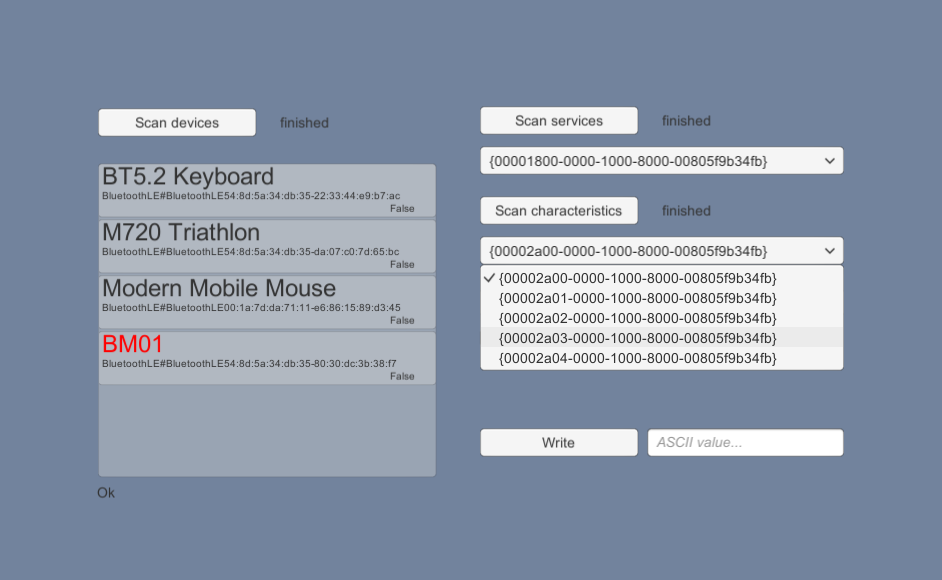 Scan devices
finished
BT5.2 Keyboard
BluetoothLE#BluetoothLE54:8d:5a:34:db:35-22:33:44:e9:b7:ac
False
M720 Triathlon
BluetoothLE#BluetoothLE54:8d:5a:34:db:35-da:07:c0:7d:65:bc
False
Modern Mobile Mouse
BluetoothLE#BluetoothLE00:1a:7d:da:71:11-e6:86:15:89:d3:45
False
BM01
BluetoothLE#BluetoothLE54:8d:5a:34:db:35-80:30:dc:3b:38:f7
False
Ok
Scan services
finished
{00001800-0000-1000-8000-00805f9b34fb}
Scan characteristics
finished
{00002a00-0000-1000-8000-00805f9b34fb}
{00002a00-0000-1000-8000-00805f9b34fb}
{00002a01-0000-1000-8000-00805f9b34fb}
{00002a02-0000-1000-8000-00805f9b34fb}
{00002a03-0000-1000-8000-00805f9b34fb}
{00002a04-0000-1000-8000-00805f9b34fb}
Write
ASCII value...